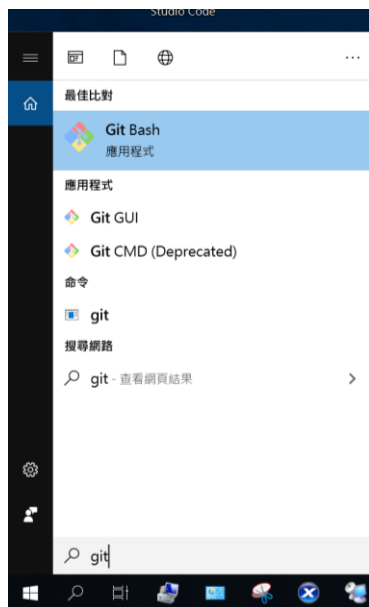 Studio Code
最佳比對
Git Bash
應用程式
應用程式
Git GUI
Git CMD (Deprecated)
命令
git
搜尋網路
git - 查看網頁結果
git